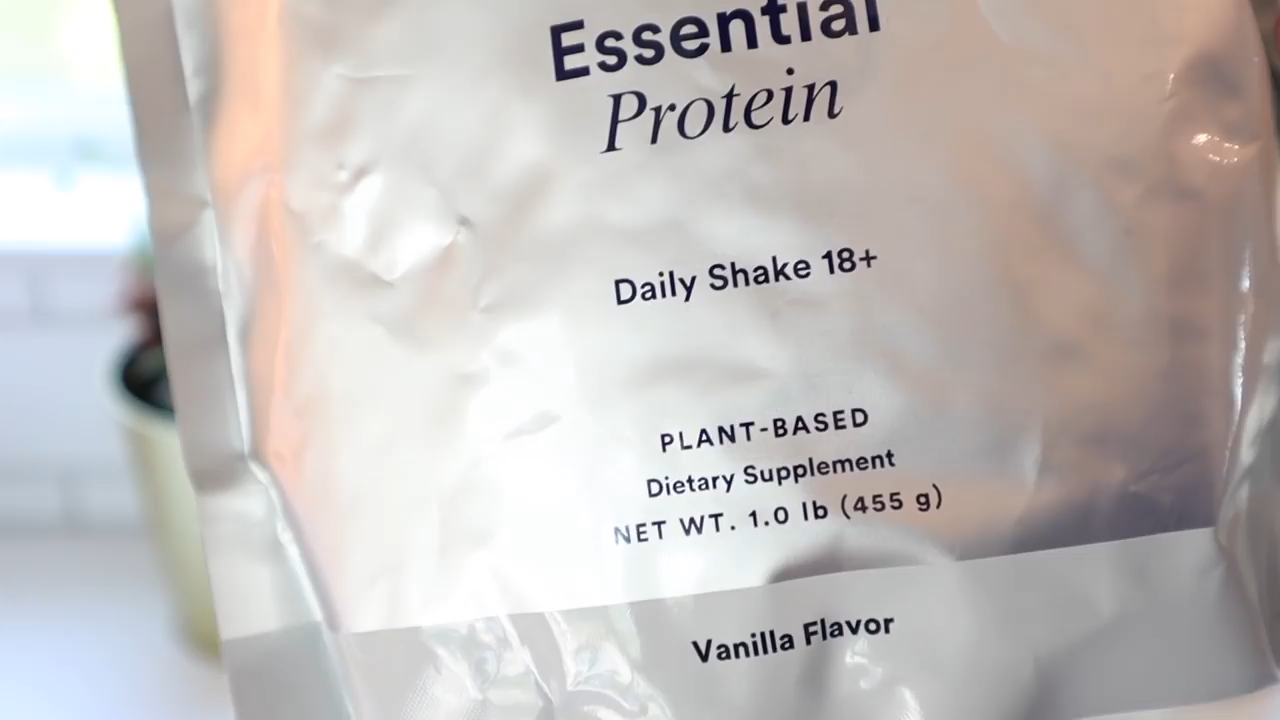 Essential
Protein
Daily Shake 18+
PLANT-BASED
Dietary Supplement
NET WT. 1.0 lb (455 g)
Vanilla Flavor